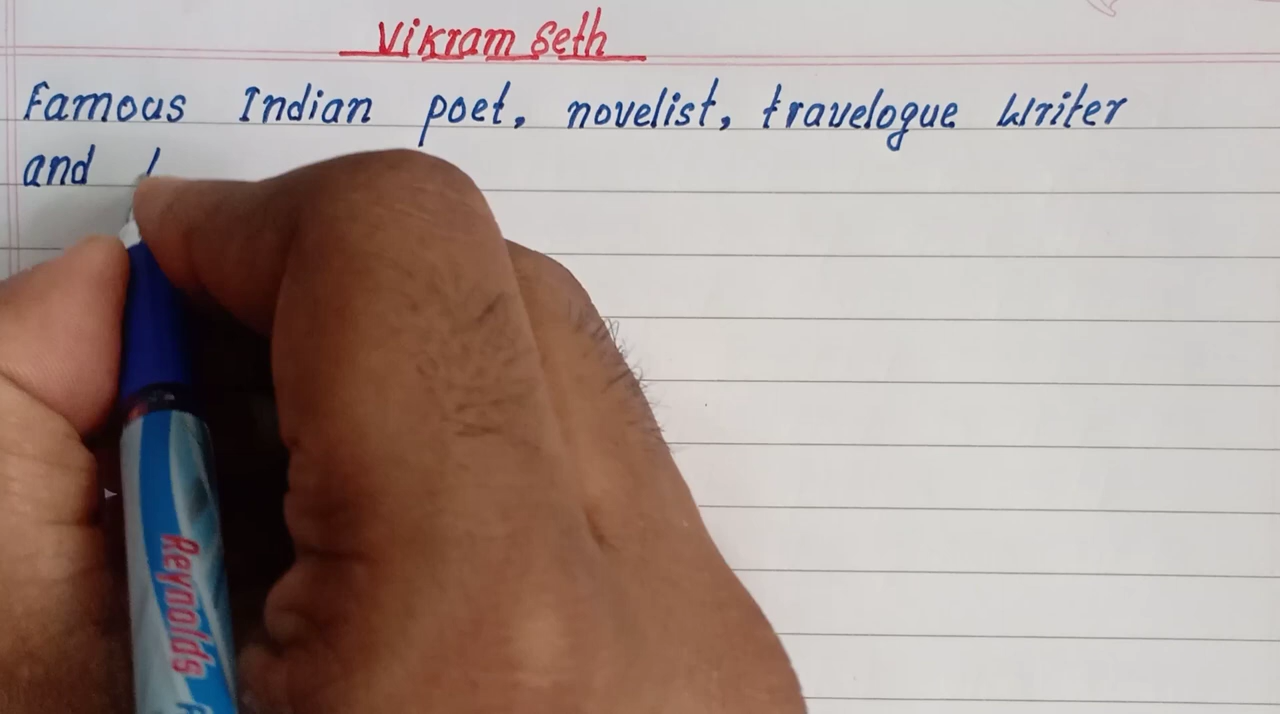 Vikram Seth
Famous Indian poet, novelist, travelogue writer
and
Reynolds